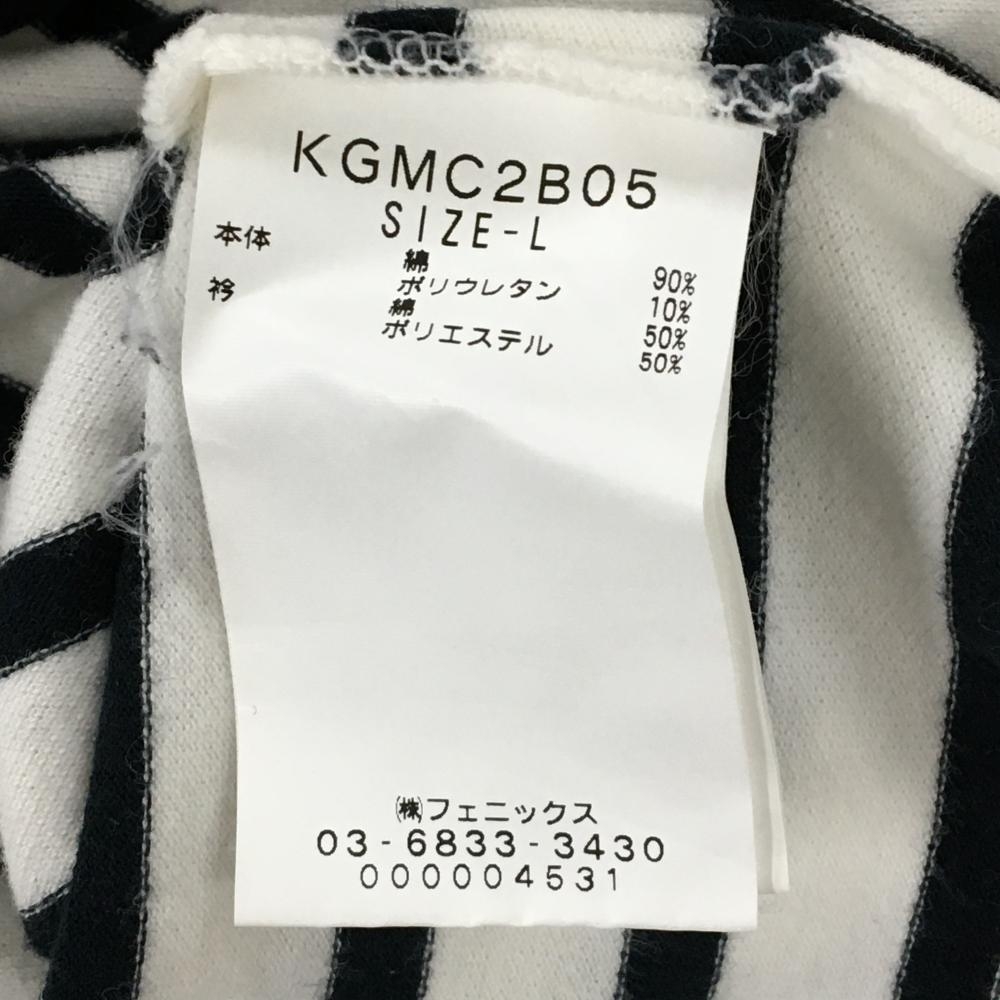 KGMC2B05
SIZE-L
本体 綿 90%
ポリウレタン 10%
衿 綿 50%
ポリエステル 50%
㈱フェニックス
03-6833-3430
000004531